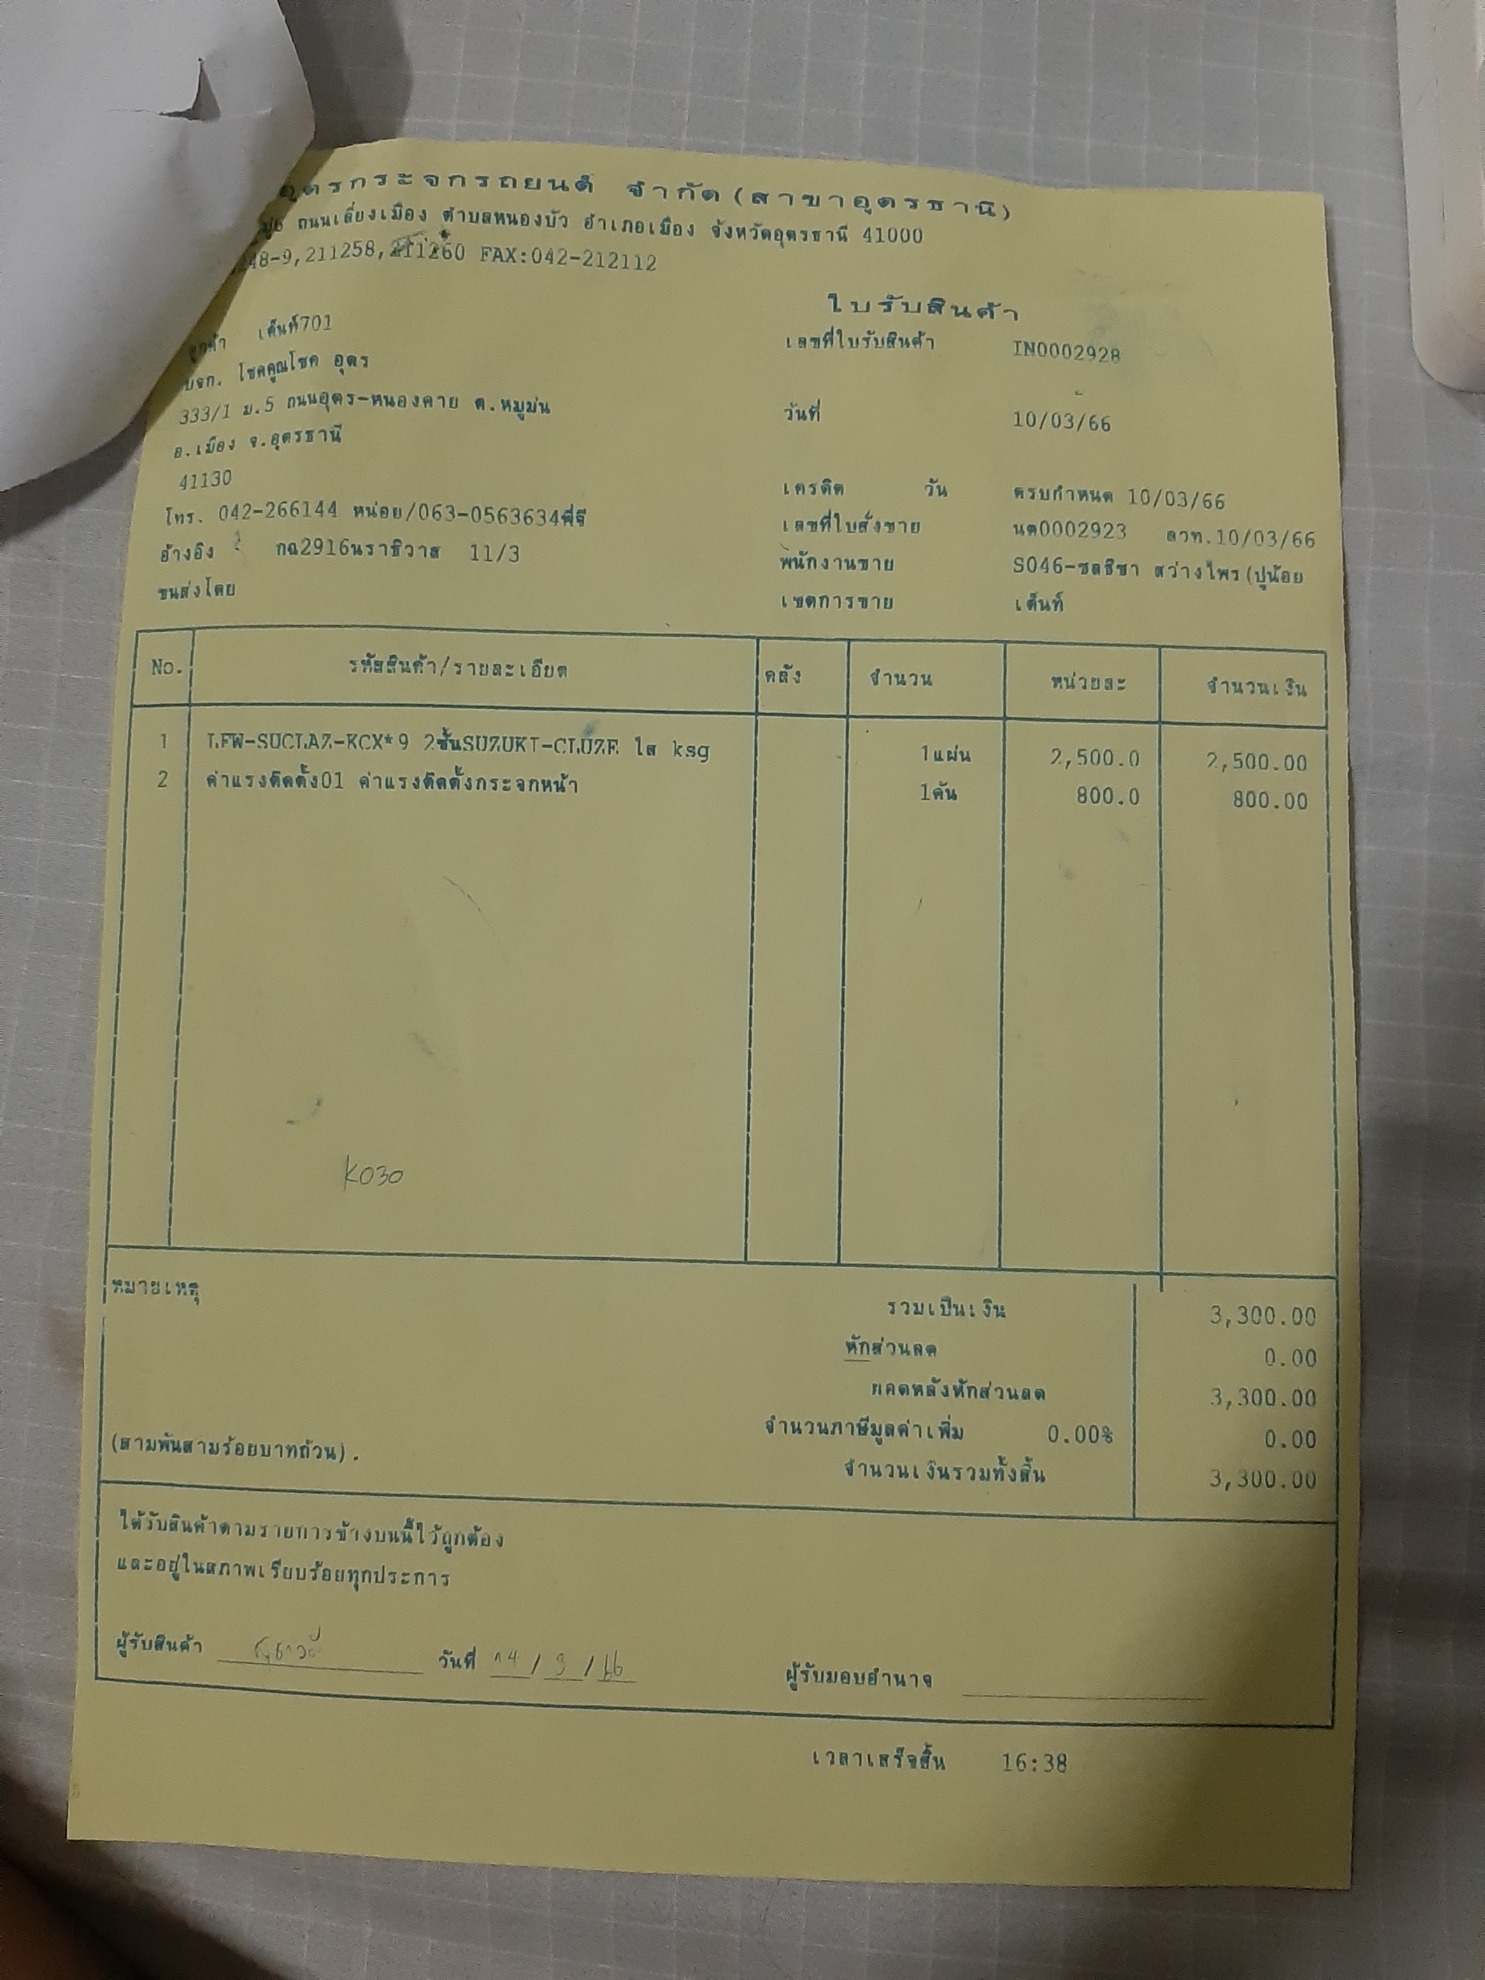 อุดรกระจกรถยนต์ จำกัด(สาขาอุดรธานี)
ถนนเลี่ยงเมือง ตำบลหนองบัว อำเภอเมือง จังหวัดอุดรธานี 41000
248-9,211258,211260 FAX:042-212112
ใบรับสินค้า
ลูกค้า เต็นท์701
เลขที่ใบรับสินค้า IN0002928
บจก. โชคคูณโชค อุดร
333/1 ม.5 ถนนอุดร-หนองคาย ต.หมูม่น
วันที่ 10/03/66
อ.เมือง จ.อุดรธานี
41130
เครดิต วัน ครบกำหนด 10/03/66
โทร. 042-266144 หน่อย/063-0563634พี่จี
เลขที่ใบสั่งขาย นต0002923 ลวท.10/03/66
อ้างอิง กฉ2916นราธิวาส 11/3
พนักงานขาย S046-ชลธิชา สว่างไพร(ปูน้อย
ขนส่งโดย
เขตการขาย เต็นท์
No. รหัสสินค้า/รายละเอียด คลัง จำนวน หน่วยละ จำนวนเงิน
1 LFW-SUCLAZ-KCX*9 2ชั้นSUZUKI-CLUZE ใส ksg 1แผ่น 2,500.0 2,500.00
2 ค่าแรงติดตั้ง01 ค่าแรงติดตั้งกระจกหน้า 1คัน 800.0 800.00
K030
หมายเหตุ
รวมเป็นเงิน 3,300.00
หักส่วนลด 0.00
ยอดหลังหักส่วนลด 3,300.00
จำนวนภาษีมูลค่าเพิ่ม 0.00% 0.00
(สามพันสามร้อยบาทถ้วน).
จำนวนเงินรวมทั้งสิ้น 3,300.00
ได้รับสินค้าตามรายการข้างบนนี้ไว้ถูกต้อง
และอยู่ในสภาพเรียบร้อยทุกประการ
ผู้รับสินค้า วันที่ 14/3/66 ผู้รับมอบอำนาจ
เวลาเสร็จสิ้น 16:38